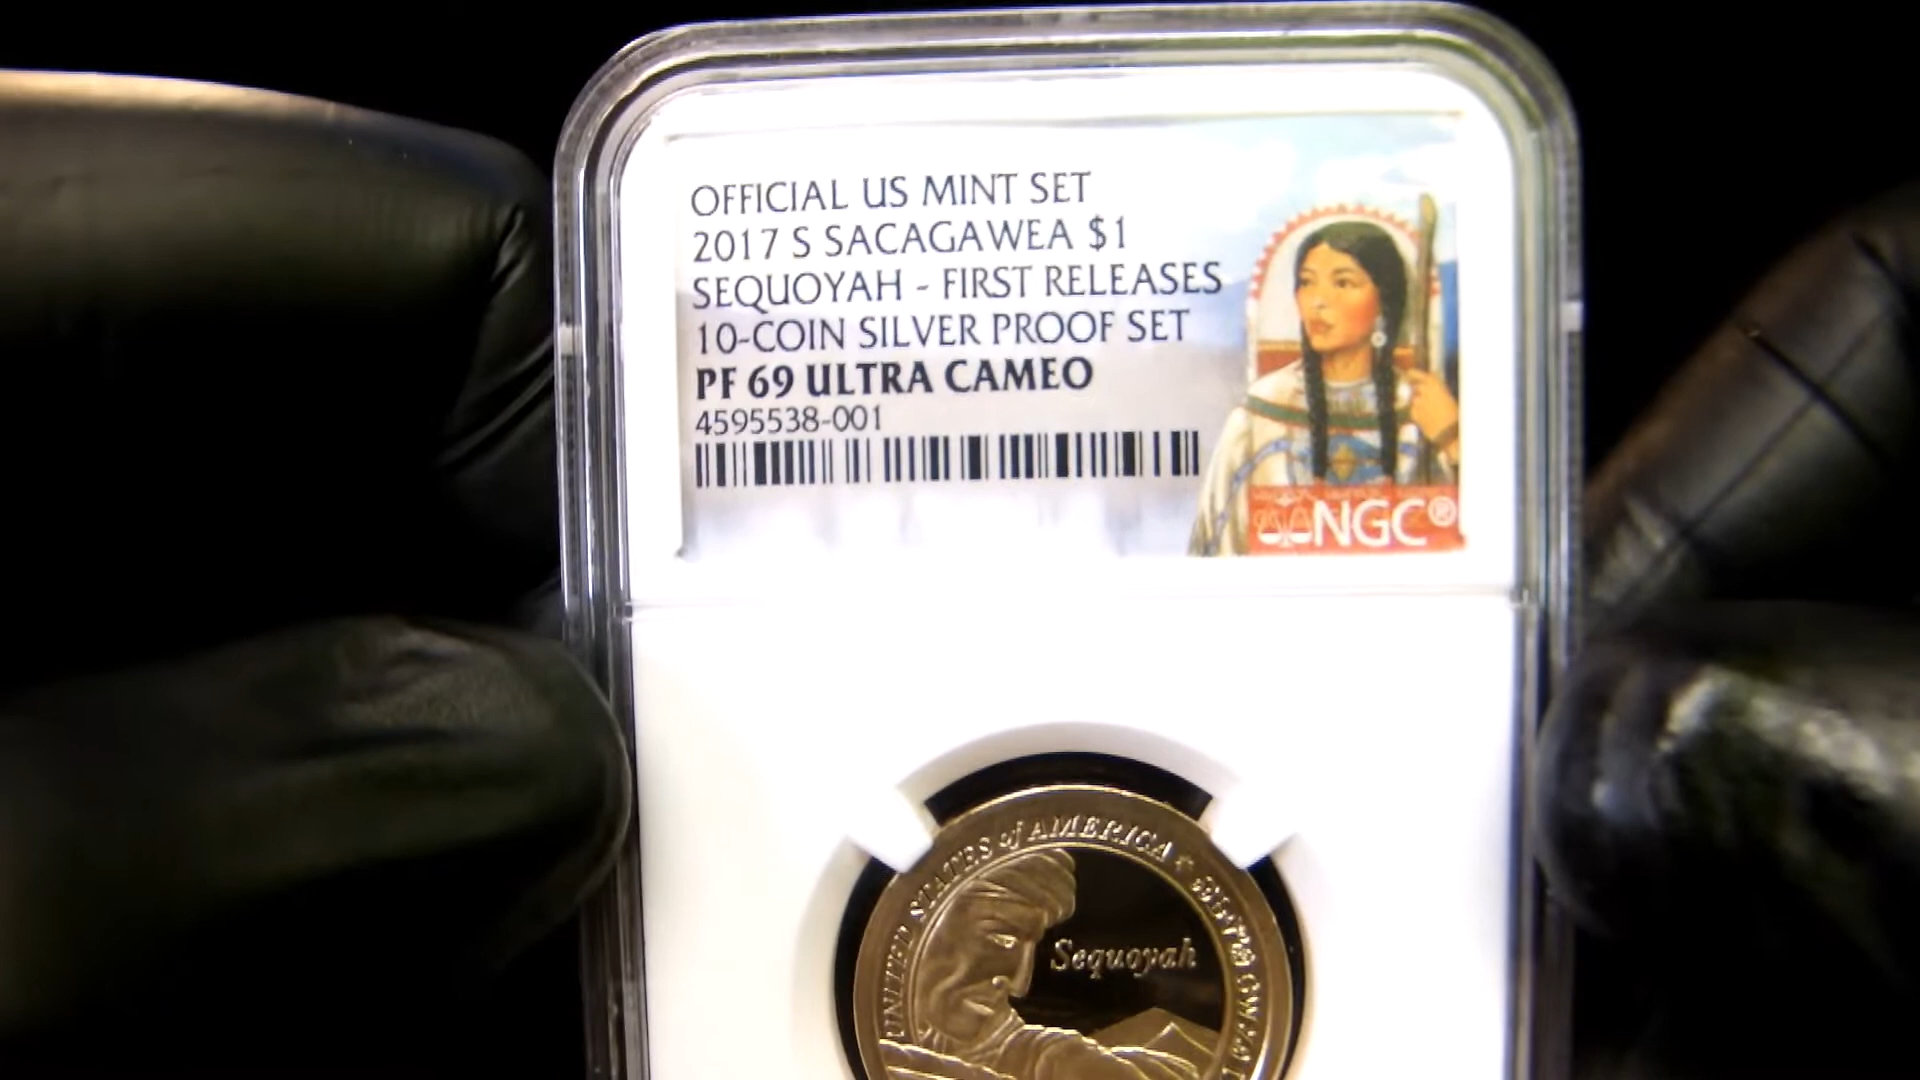 OFFICIAL US MINT SET
2017 S SACAGAWEA $1
SEQUOYAH - FIRST RELEASES
10-COIN SILVER PROOF SET
PF 69 ULTRA CAMEO
4595538-001
NGC®
UNITED STATES of AMERICA
Sequoyah